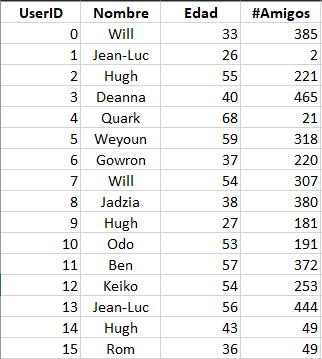 UserID Nombre Edad #Amigos
0 Will 33 385
1 Jean-Luc 26 2
2 Hugh 55 221
3 Deanna 40 465
4 Quark 68 21
5 Weyoun 59 318
6 Gowron 37 220
7 Will 54 307
8 Jadzia 38 380
9 Hugh 27 181
10 Odo 53 191
11 Ben 57 372
12 Keiko 54 253
13 Jean-Luc 56 444
14 Hugh 43 49
15 Rom 36 49